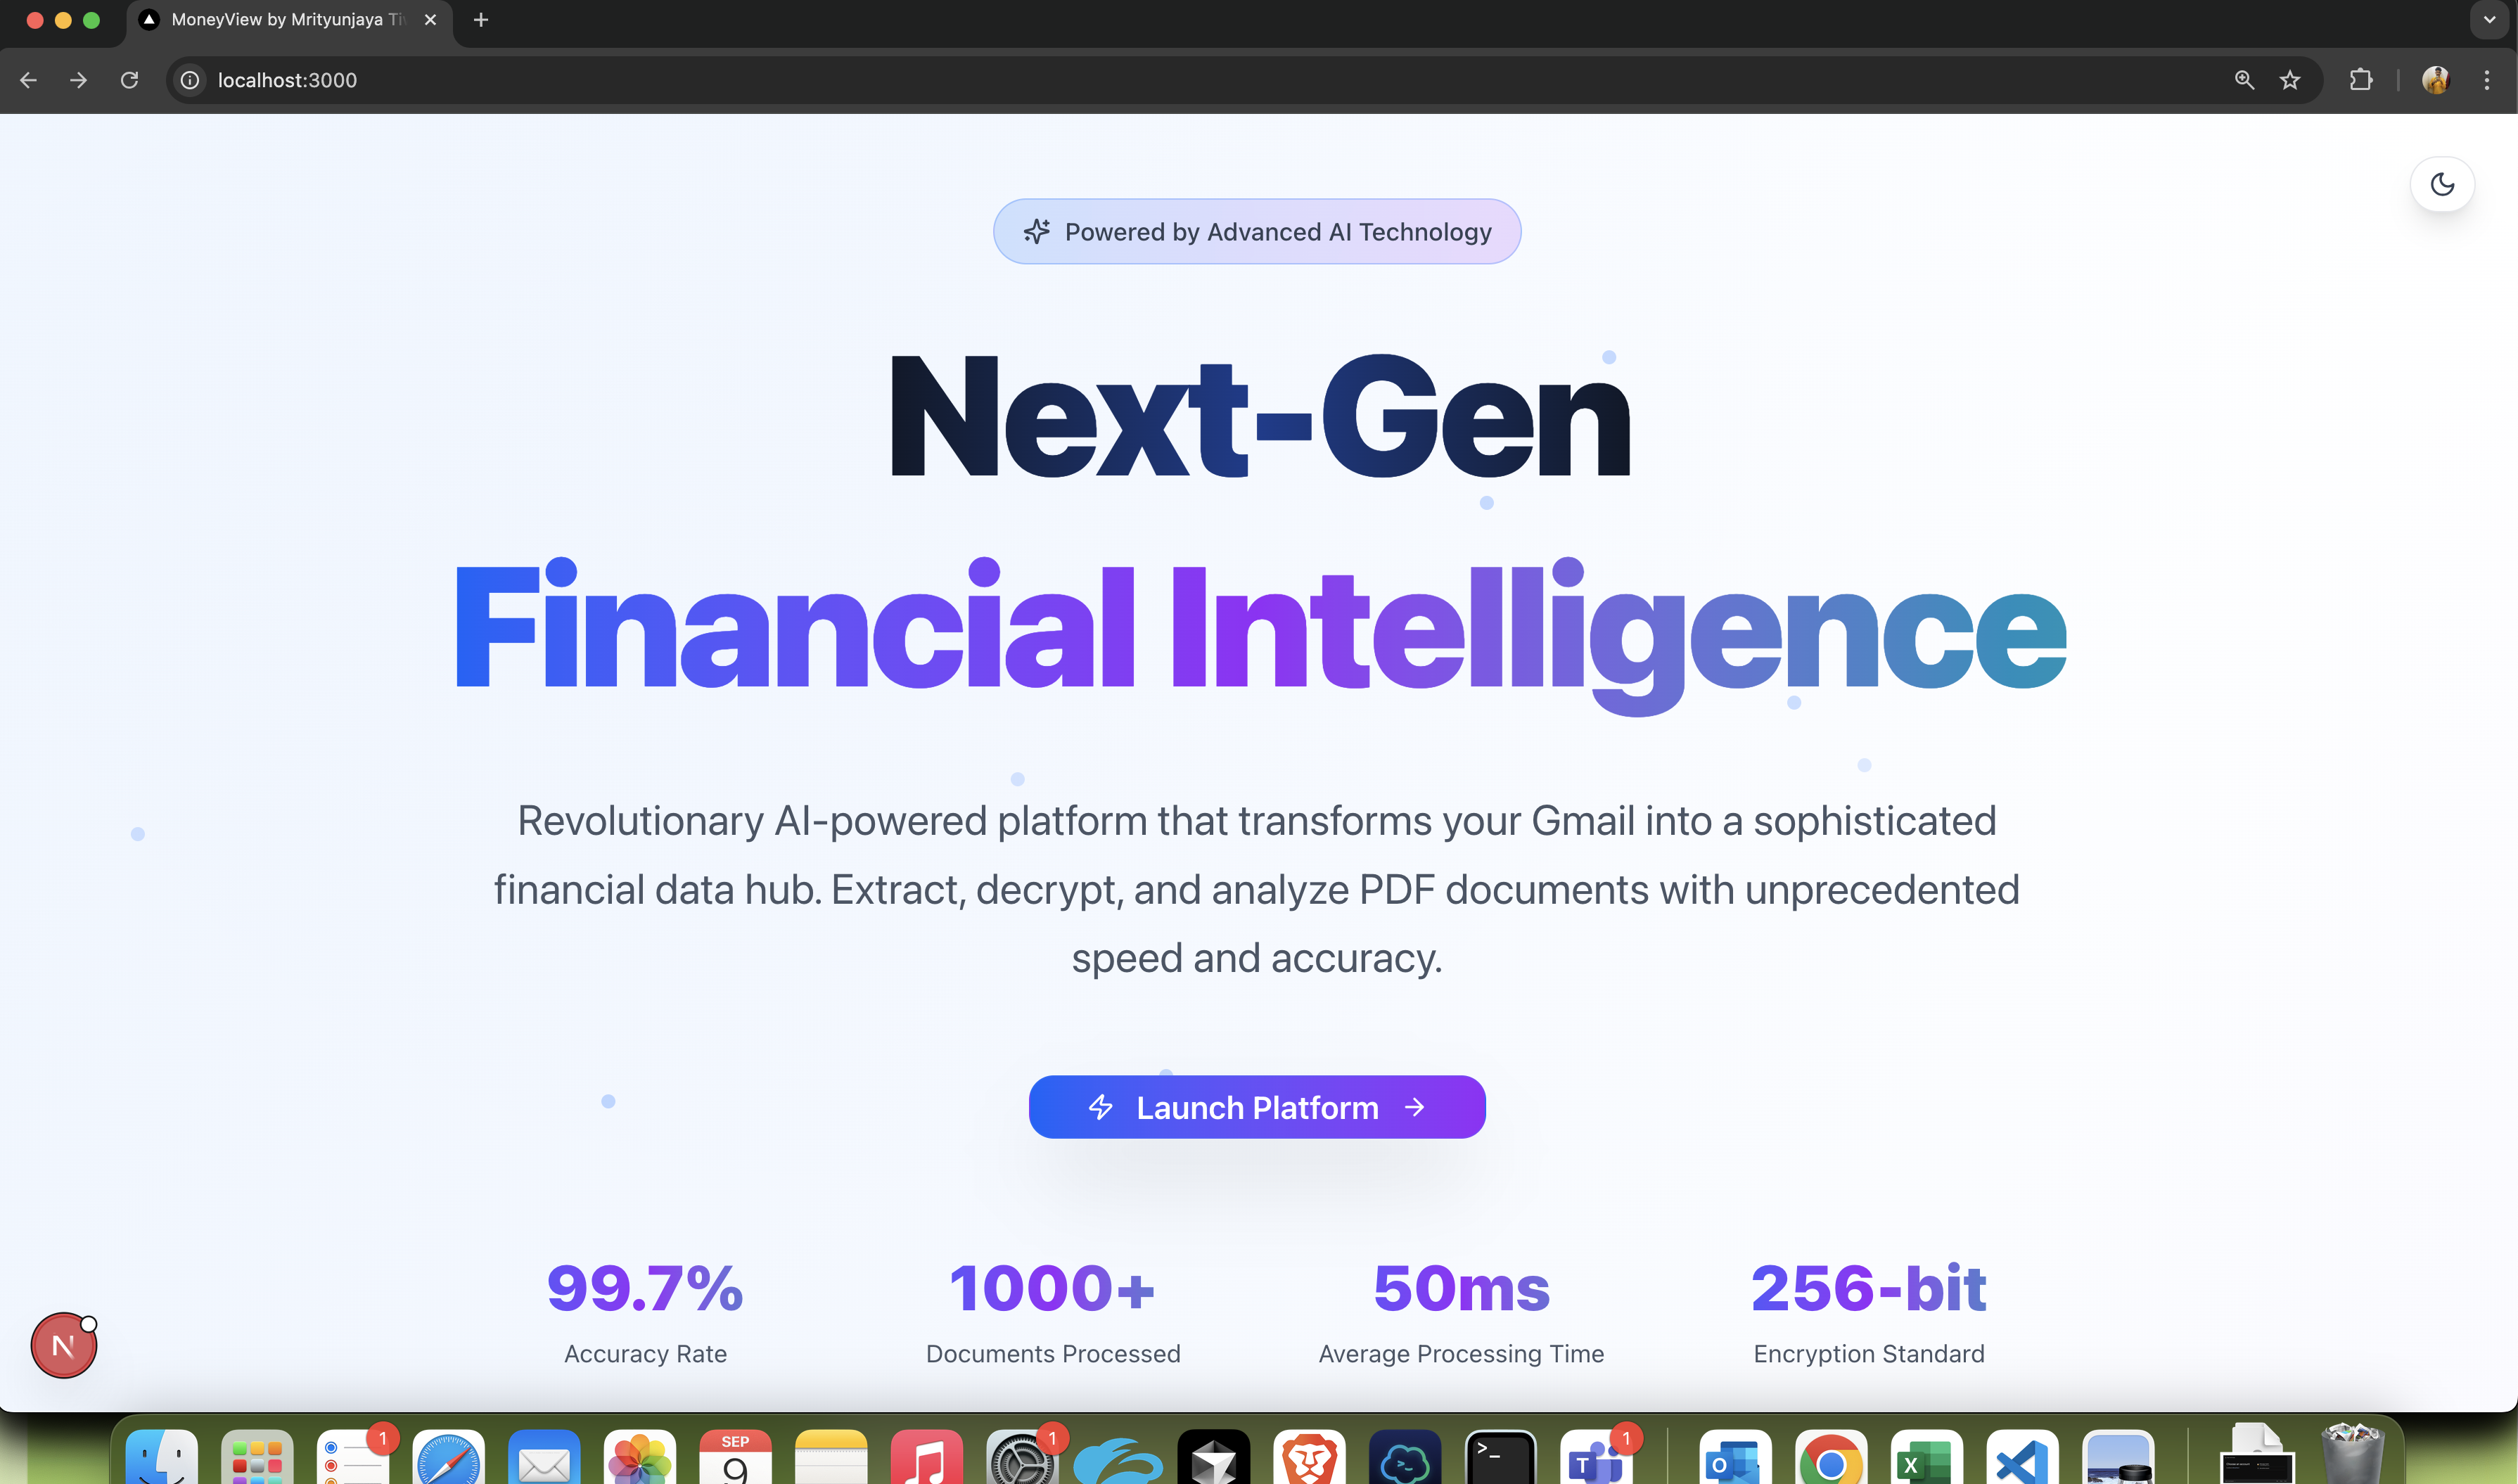 MoneyView by Mrityunjaya Ti
localhost:3000
Powered by Advanced AI Technology
Next-Gen
Financial Intelligence
Revolutionary AI-powered platform that transforms your Gmail into a sophisticated
financial data hub. Extract, decrypt, and analyze PDF documents with unprecedented
speed and accuracy.
Launch Platform
99.7%
1000+
50ms
256-bit
Accuracy Rate
Documents Processed
Average Processing Time
Encryption Standard
N
1
SEP
9
1
>_
T
1
O
X